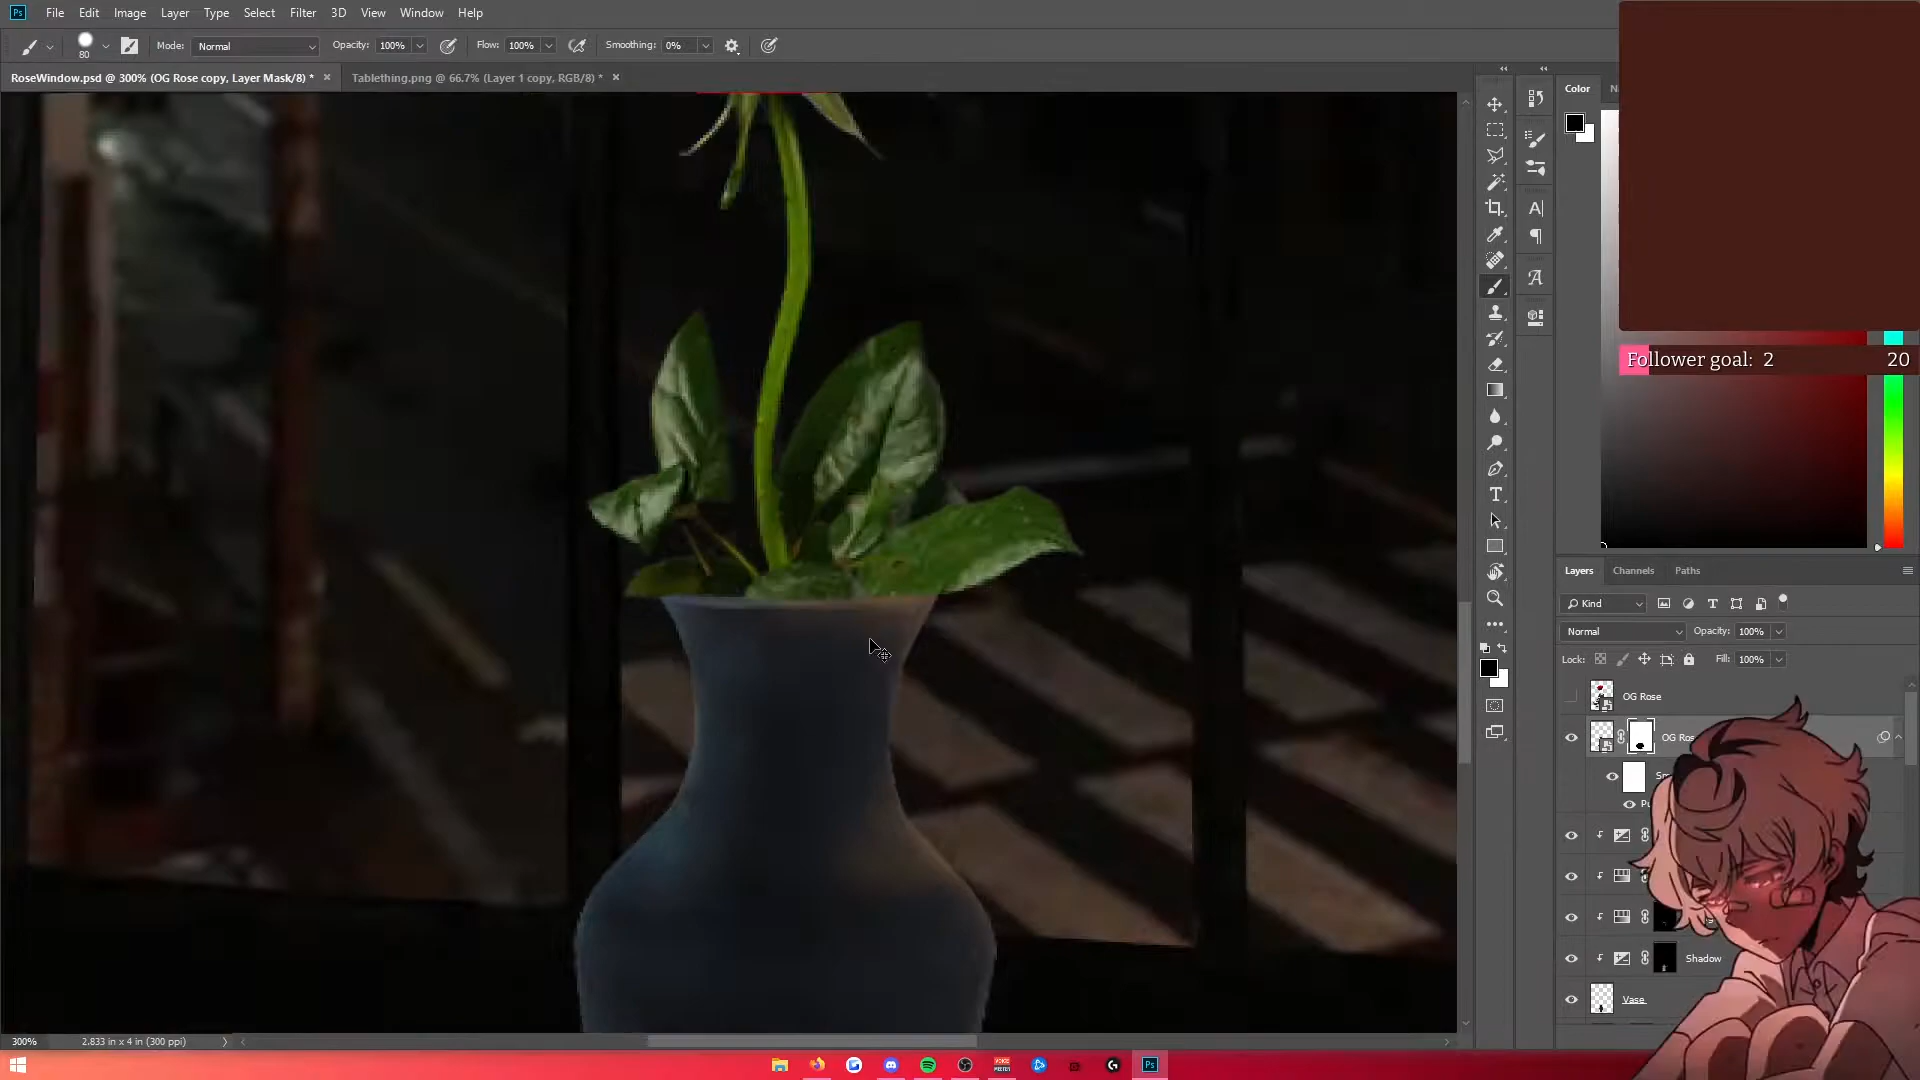 Ps File Edit Image Layer Type Select Filter 3D View Window Help
80 Mode: Normal Opacity: 100% Flow: 100% Smoothing: 0%
RoseWindow.psd @ 300% (OG Rose copy, Layer Mask/8) * × Tablething.png @ 66.7% (Layer 1 copy, RGB/8) * ×
Color
Follower goal: 2 20
Layers Channels Paths
Kind
Normal Opacity: 100%
Lock: Fill: 100%
OG Rose
OG Ros
Shadow
Vase
300% 2.833 in x 4 in (300 ppi)
Ps